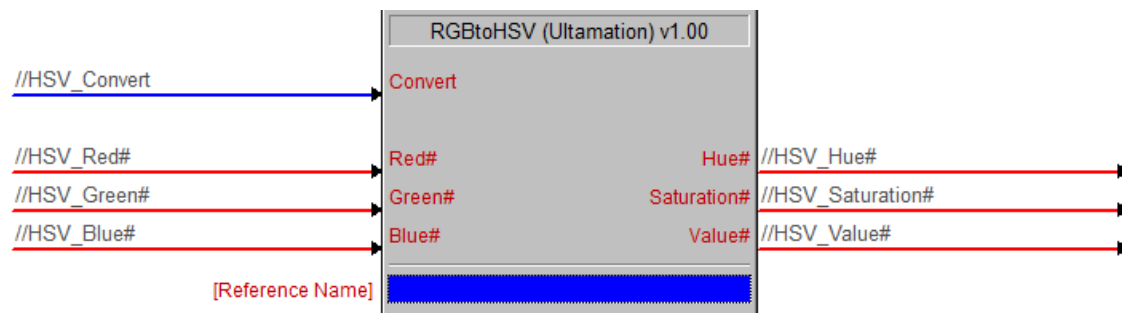 RGBtoHSV (Ultamation) v1.00
//HSV_Convert
Convert
//HSV_Red#
Red#
Hue#
//HSV_Hue#
//HSV_Green#
Green#
Saturation#
//HSV_Saturation#
//HSV_Blue#
Blue#
Value#
//HSV_Value#
[Reference Name]